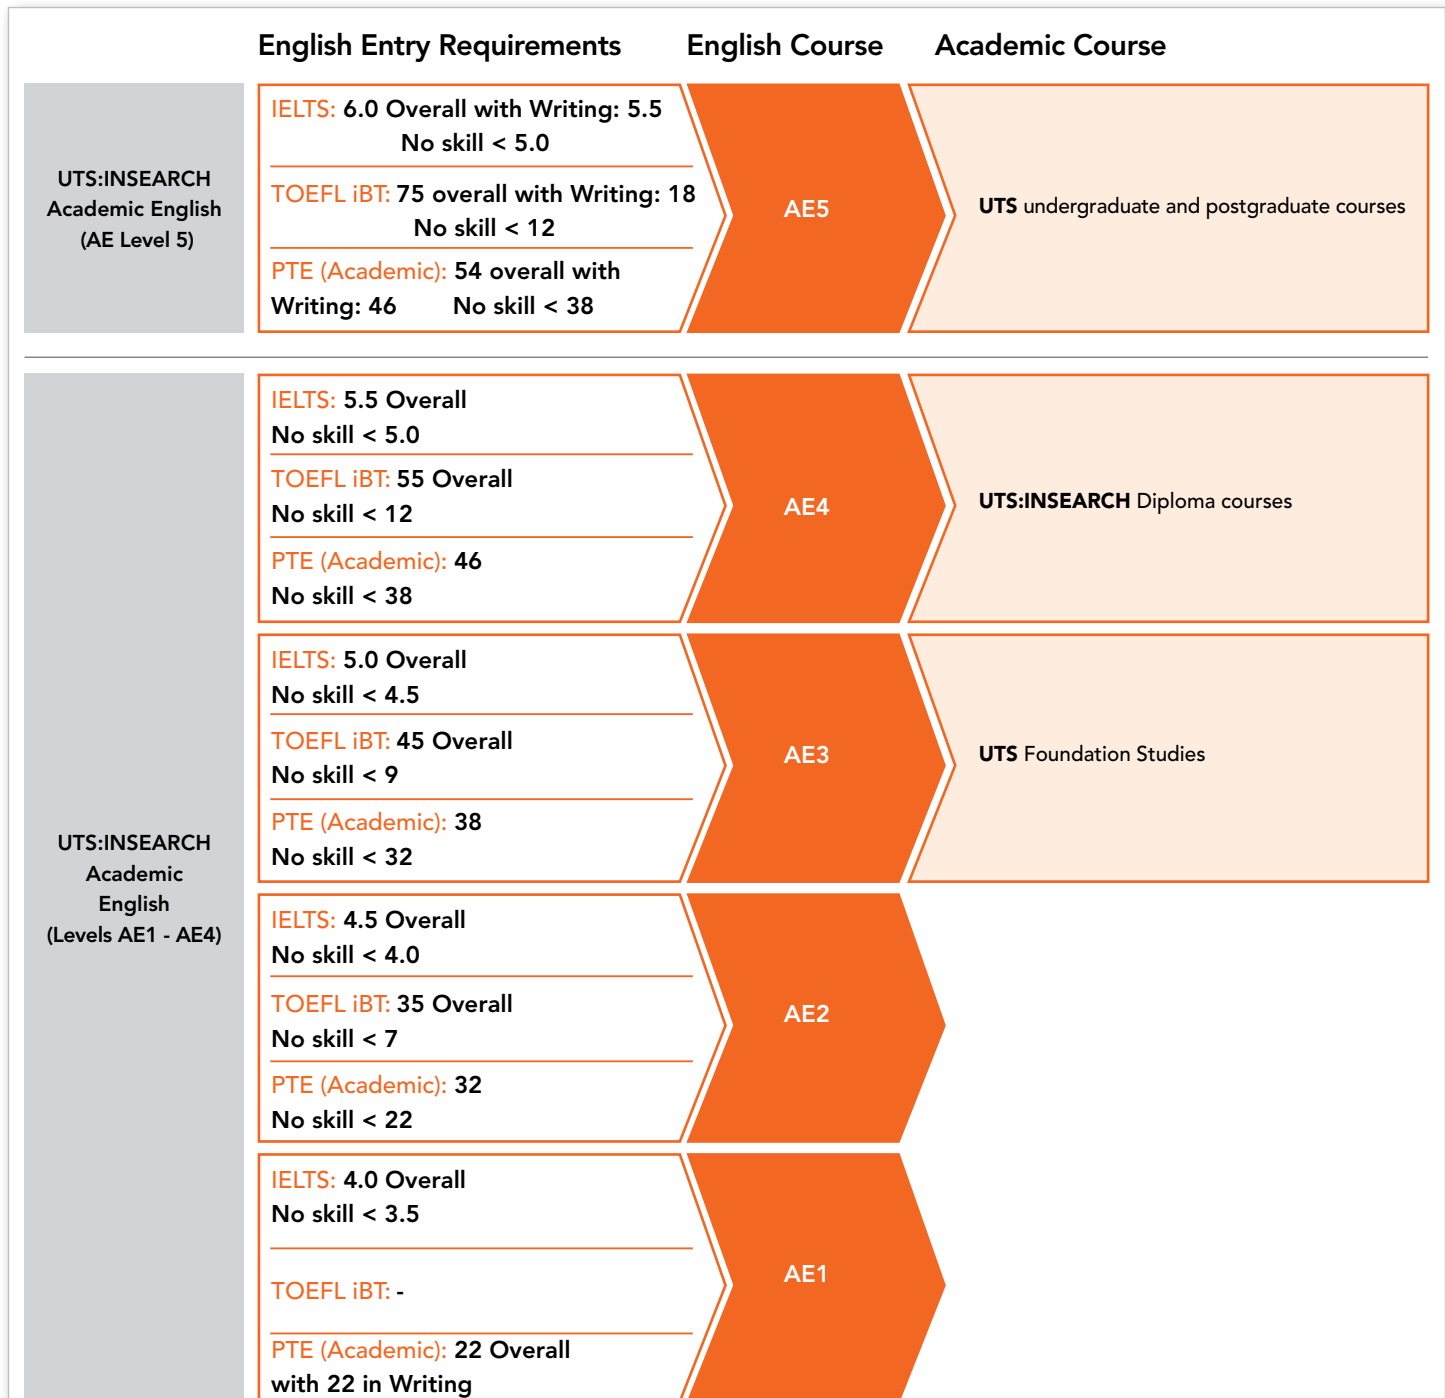 English Entry Requirements
English Course
Academic Course
UTS:INSEARCH
Academic English
(AE Level 5)
IELTS: 6.0 Overall with Writing: 5.5
No skill < 5.0
TOEFL iBT: 75 overall with Writing: 18
No skill < 12
PTE (Academic): 54 overall with
Writing: 46 No skill < 38
AE5
UTS undergraduate and postgraduate courses
UTS:INSEARCH
Academic
English
(Levels AE1 - AE4)
IELTS: 5.5 Overall
No skill < 5.0
TOEFL iBT: 55 Overall
No skill < 12
PTE (Academic): 46
No skill < 38
AE4
UTS:INSEARCH Diploma courses
IELTS: 5.0 Overall
No skill < 4.5
TOEFL iBT: 45 Overall
No skill < 9
PTE (Academic): 38
No skill < 32
AE3
UTS Foundation Studies
IELTS: 4.5 Overall
No skill < 4.0
TOEFL iBT: 35 Overall
No skill < 7
PTE (Academic): 32
No skill < 22
AE2
IELTS: 4.0 Overall
No skill < 3.5
TOEFL iBT: -
PTE (Academic): 22 Overall
with 22 in Writing
AE1